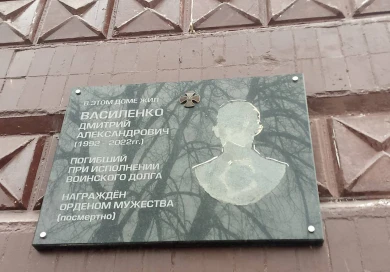 В ЭТОМ ДОМЕ ЖИЛ
ВАСИЛЕНКО
ДМИТРИЙ
АЛЕКСАНДРОВИЧ
(1992 - 2022гг.)
ПОГИБШИЙ
ПРИ ИСПОЛНЕНИИ
ВОИНСКОГО ДОЛГА
НАГРАЖДЕН
ОРДЕНОМ МУЖЕСТВА
(посмертно)